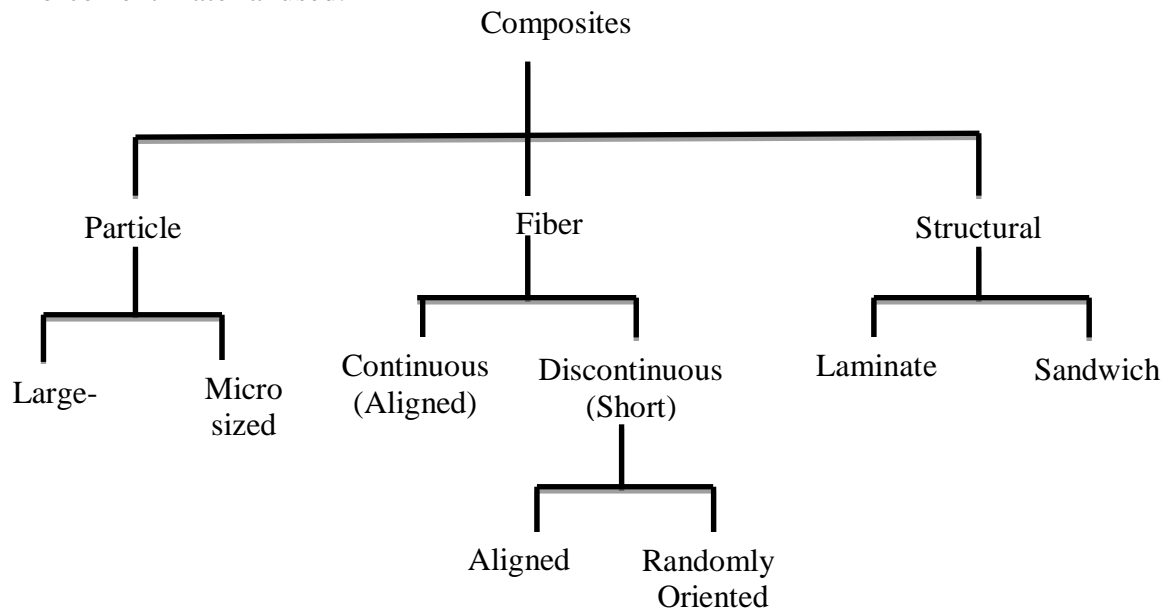 Composites
Particle
Fiber
Structural
Large-
Micro
sized
Continuous
(Aligned)
Discontinuous
(Short)
Laminate
Sandwich
Aligned
Randomly
Oriented